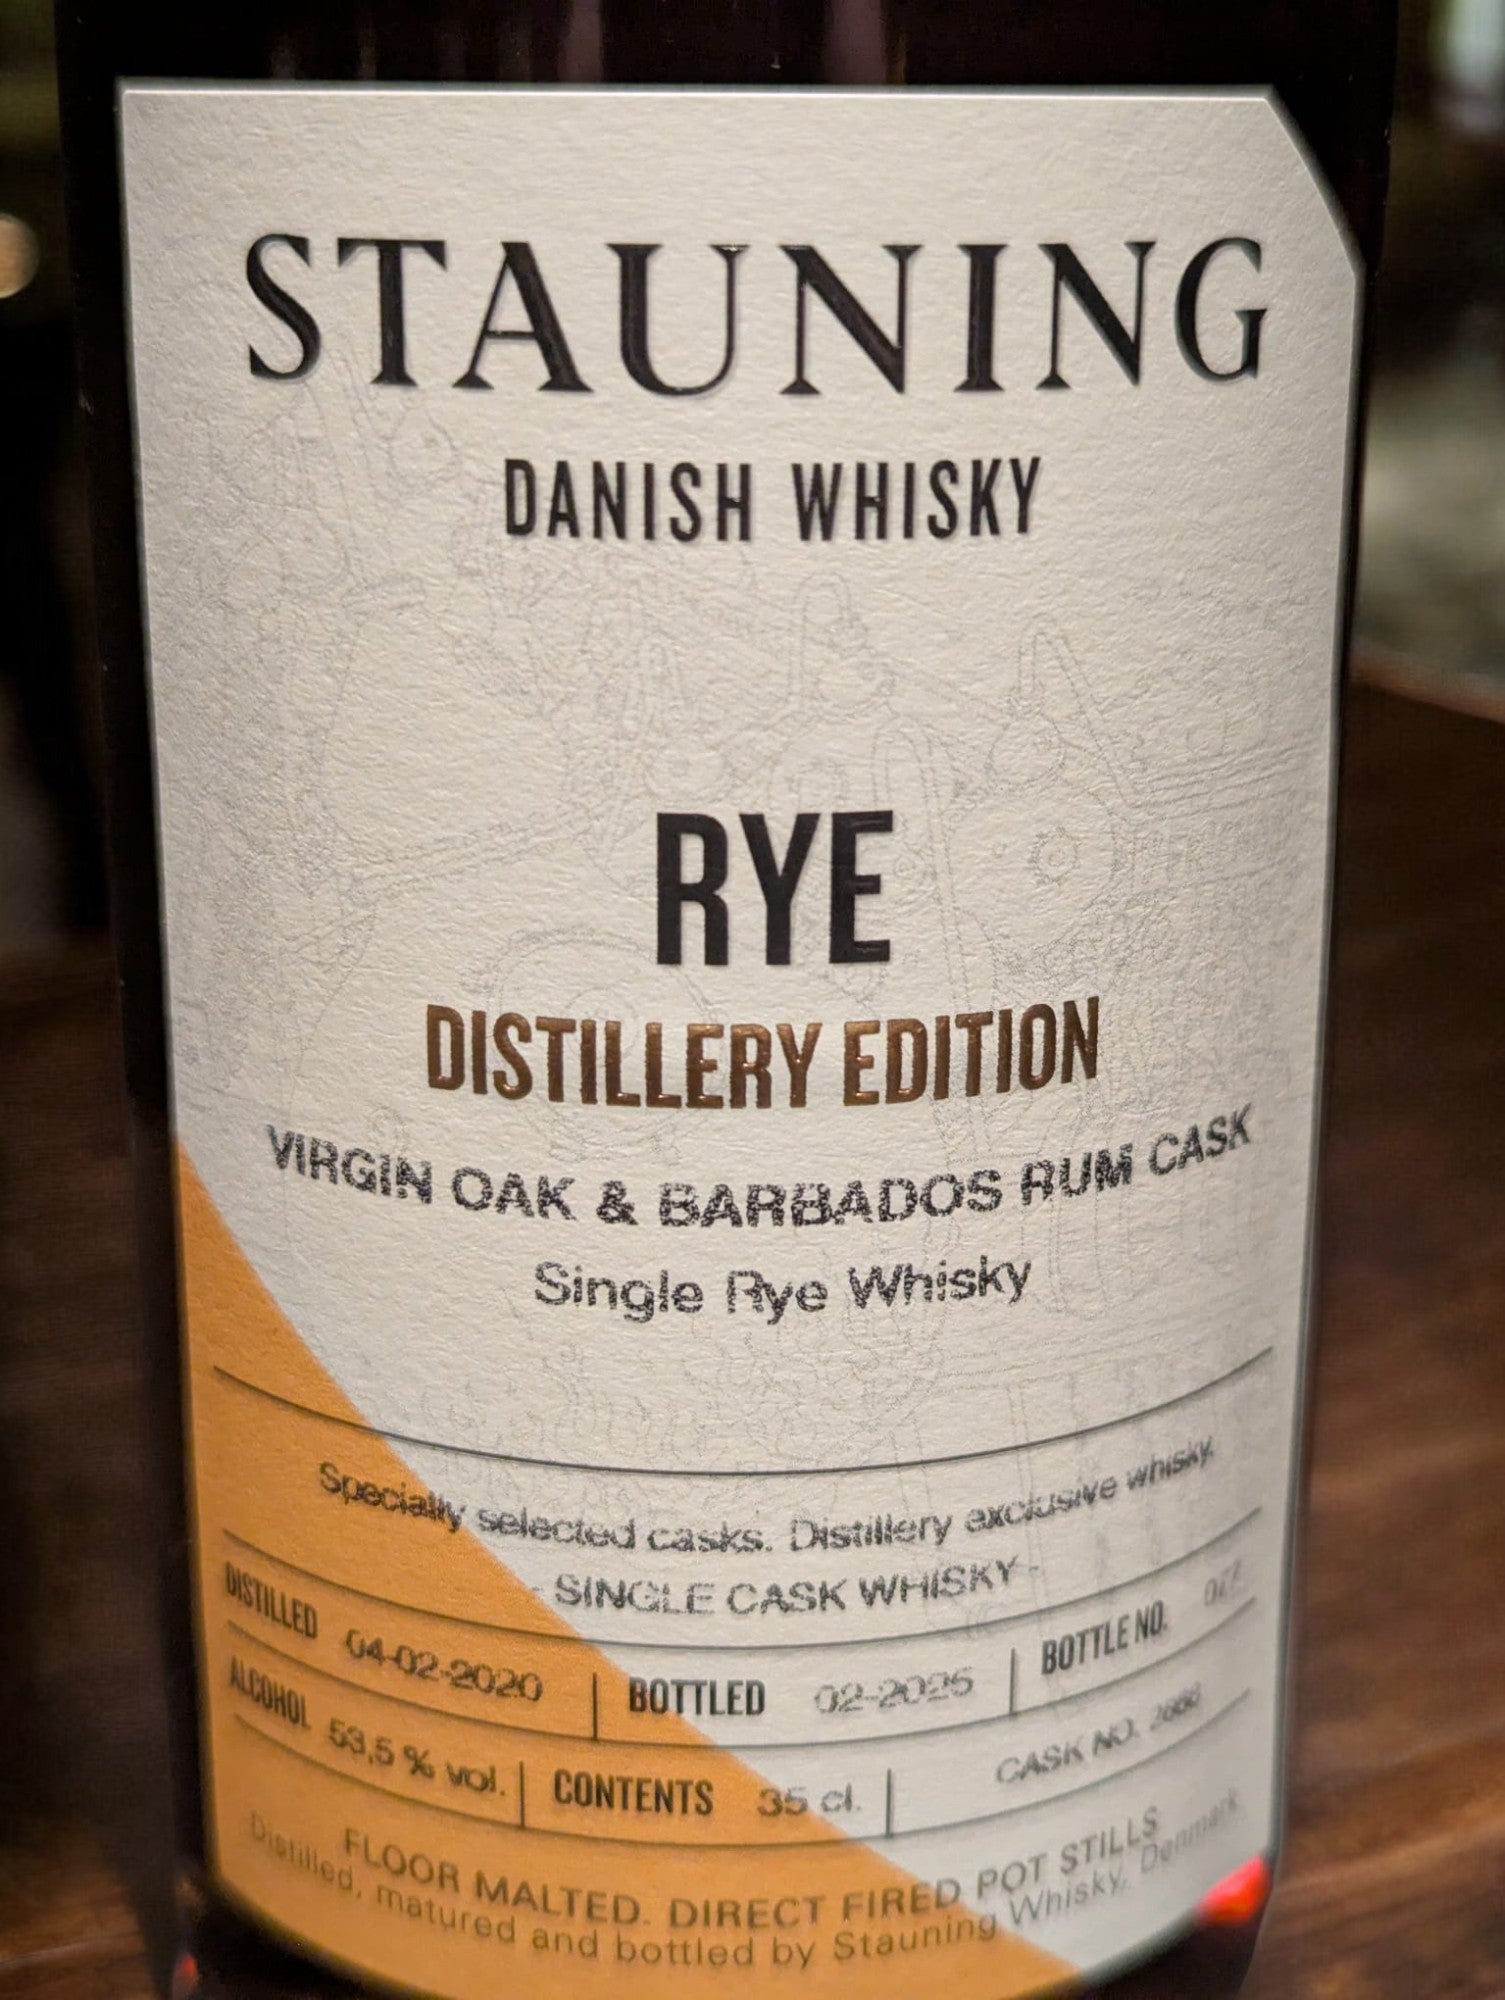 STAUNING
DANISH WHISKY
RYE
DISTILLERY EDITION
VIRGIN OAK & BARBADOS RUM CASK
Single Rye Whisky
Specially selected casks. Distillery exclusive whisky.
- SINGLE CASK WHISKY -
DISTILLED 04-02-2020 BOTTLED 02-2025 BOTTLE NO.
ALCOHOL 53,5 % vol. CONTENTS 35 cl. CASK NO.
FLOOR MALTED. DIRECT FIRED POT STILLS
Distilled, matured and bottled by Stauning Whisky, Denmark